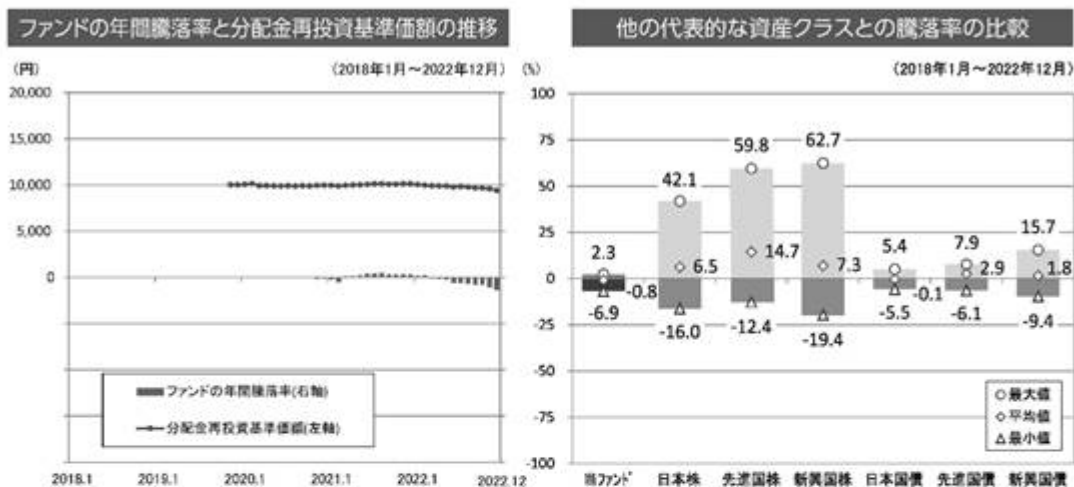 ファンドの年間騰落率と分配金再投資基準価額の推移
(円)
(2018年1月～2022年12月)
(%)
20,000
15,000
10,000
5,000
0
100
75
50
25
0
-25
-50
-75
-100
ファンドの年間騰落率(右軸)
分配金再投資基準価額(左軸)
2018.1
2019.1
2020.1
2021.1
2022.1
2022.12
他の代表的な資産クラスとの騰落率の比較
(2018年1月～2022年12月)
2.3
-0.8
-6.9
42.1
6.5
-16.0
59.8
14.7
-12.4
62.7
7.3
-19.4
5.4
-0.1
-5.5
7.9
2.9
-6.1
15.7
1.8
-9.4
最大値
平均値
最小値
当ファンド
日本株
先進国株
新興国株
日本国債
先進国債
新興国債